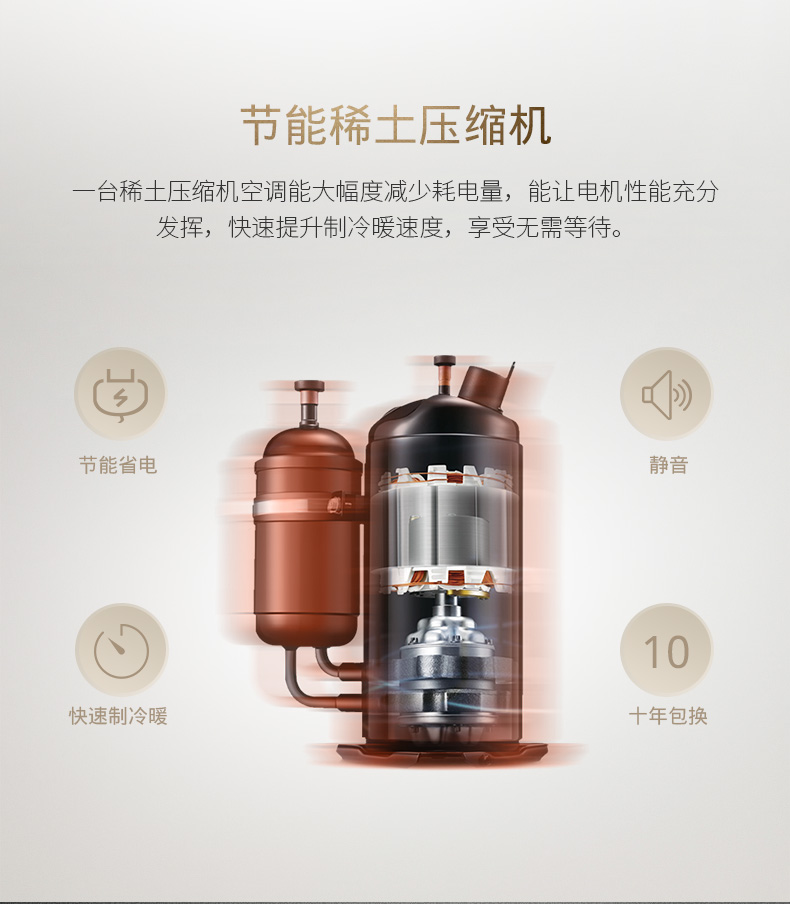 节能稀土压缩机
一台稀土压缩机空调能大幅度减少耗电量，能让电机性能充分
发挥，快速提升制冷暖速度，享受无需等待。
节能省电
静音
快速制冷暖
10
十年包换